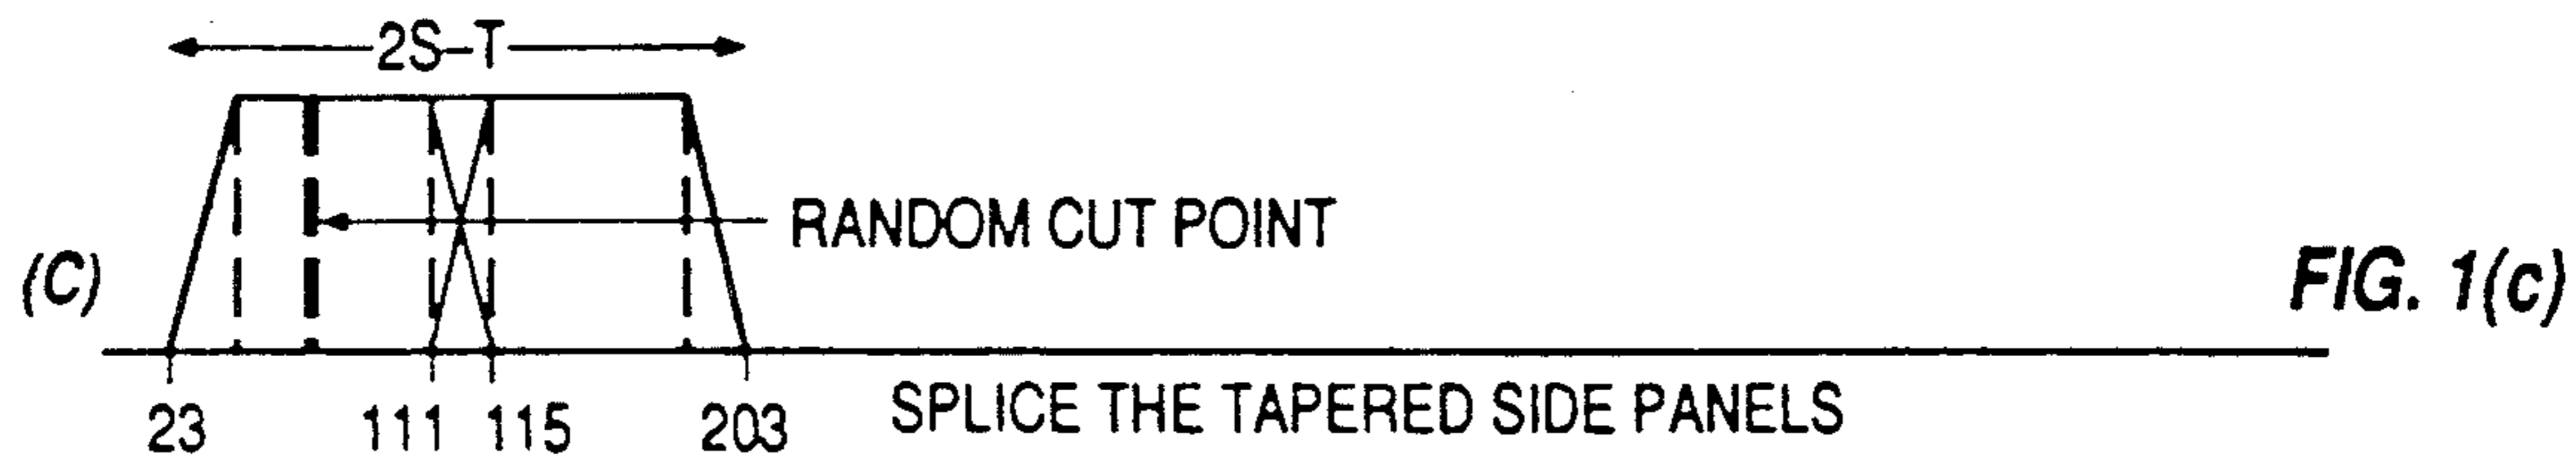 2S-T
RANDOM CUT POINT
(C)
FIG. 1(c)
23 111 115 203
SPLICE THE TAPERED SIDE PANELS